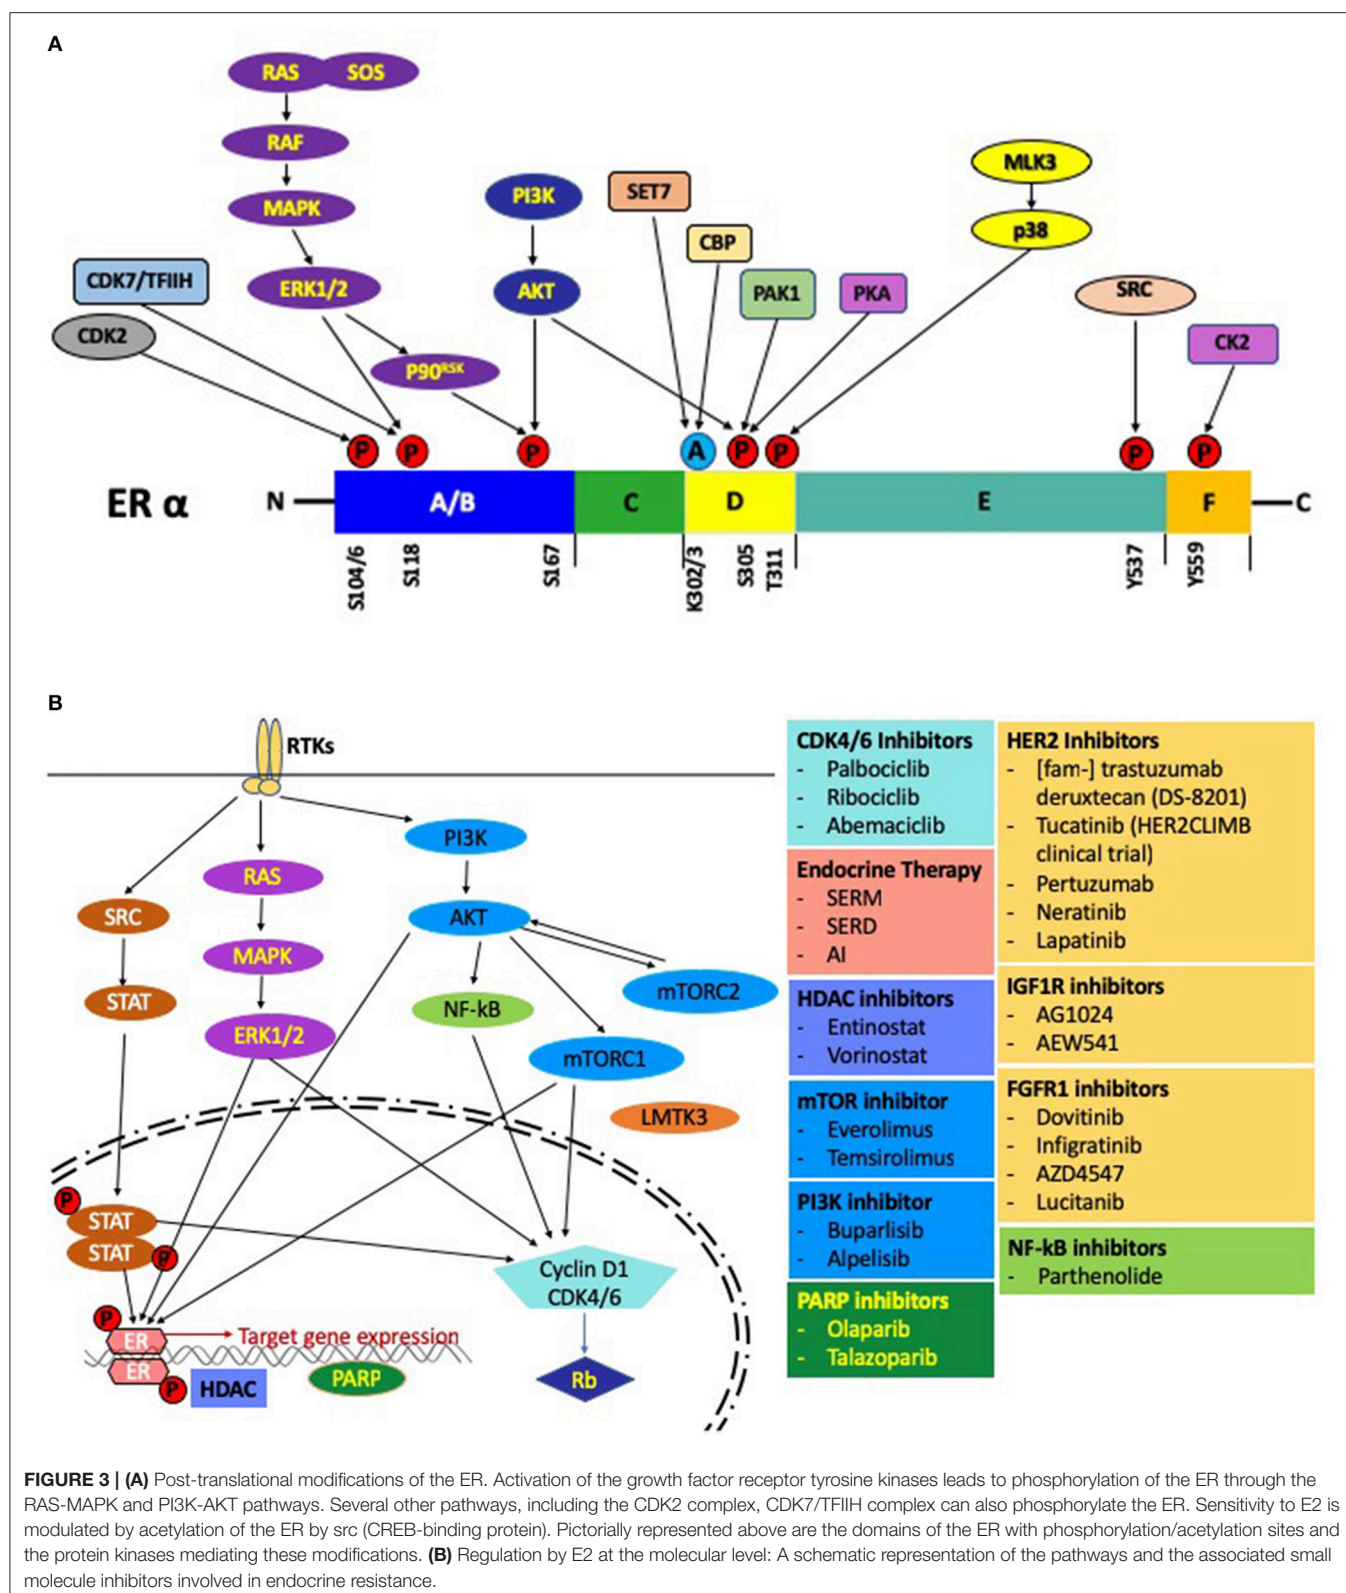 A
RAS
SOS
RAF
MAPK
ERK1/2
P90RSK
CDK7/TFIIH
CDK2
PI3K
AKT
SET7
CBP
PAK1
PKA
MLK3
p38
SRC
CK2
P
P
P
A
P
P
P
P
ER α
N
A/B
C
D
E
F
C
S104/6
S118
S167
K302/3
S305
T311
Y537
Y559
B
RTKs
PI3K
RAS
SRC
AKT
MAPK
STAT
NF-kB
mTORC2
ERK1/2
mTORC1
LMTK3
P
STAT
STAT
P
Cyclin D1
CDK4/6
P
ER
Target gene expression
ER
P
HDAC
PARP
Rb
CDK4/6 Inhibitors
- Palbociclib
- Ribociclib
- Abemaciclib
Endocrine Therapy
- SERM
- SERD
- AI
HDAC inhibitors
- Entinostat
- Vorinostat
mTOR inhibitor
- Everolimus
- Temsirolimus
PI3K inhibitor
- Buparlisib
- Alpelisib
PARP inhibitors
- Olaparib
- Talazoparib
HER2 Inhibitors
- [fam-] trastuzumab
deruxtecan (DS-8201)
- Tucatinib (HER2CLIMB
clinical trial)
- Pertuzumab
- Neratinib
- Lapatinib
IGF1R inhibitors
- AG1024
- AEW541
FGFR1 inhibitors
- Dovitinib
- Infigratinib
- AZD4547
- Lucitanib
NF-kB inhibitors
- Parthenolide
FIGURE 3 | (A) Post-translational modifications of the ER. Activation of the growth factor receptor tyrosine kinases leads to phosphorylation of the ER through the
RAS-MAPK and PI3K-AKT pathways. Several other pathways, including the CDK2 complex, CDK7/TFIIH complex can also phosphorylate the ER. Sensitivity to E2 is
modulated by acetylation of the ER by src (CREB-binding protein). Pictorially represented above are the domains of the ER with phosphorylation/acetylation sites and
the protein kinases mediating these modifications. (B) Regulation by E2 at the molecular level: A schematic representation of the pathways and the associated small
molecule inhibitors involved in endocrine resistance.